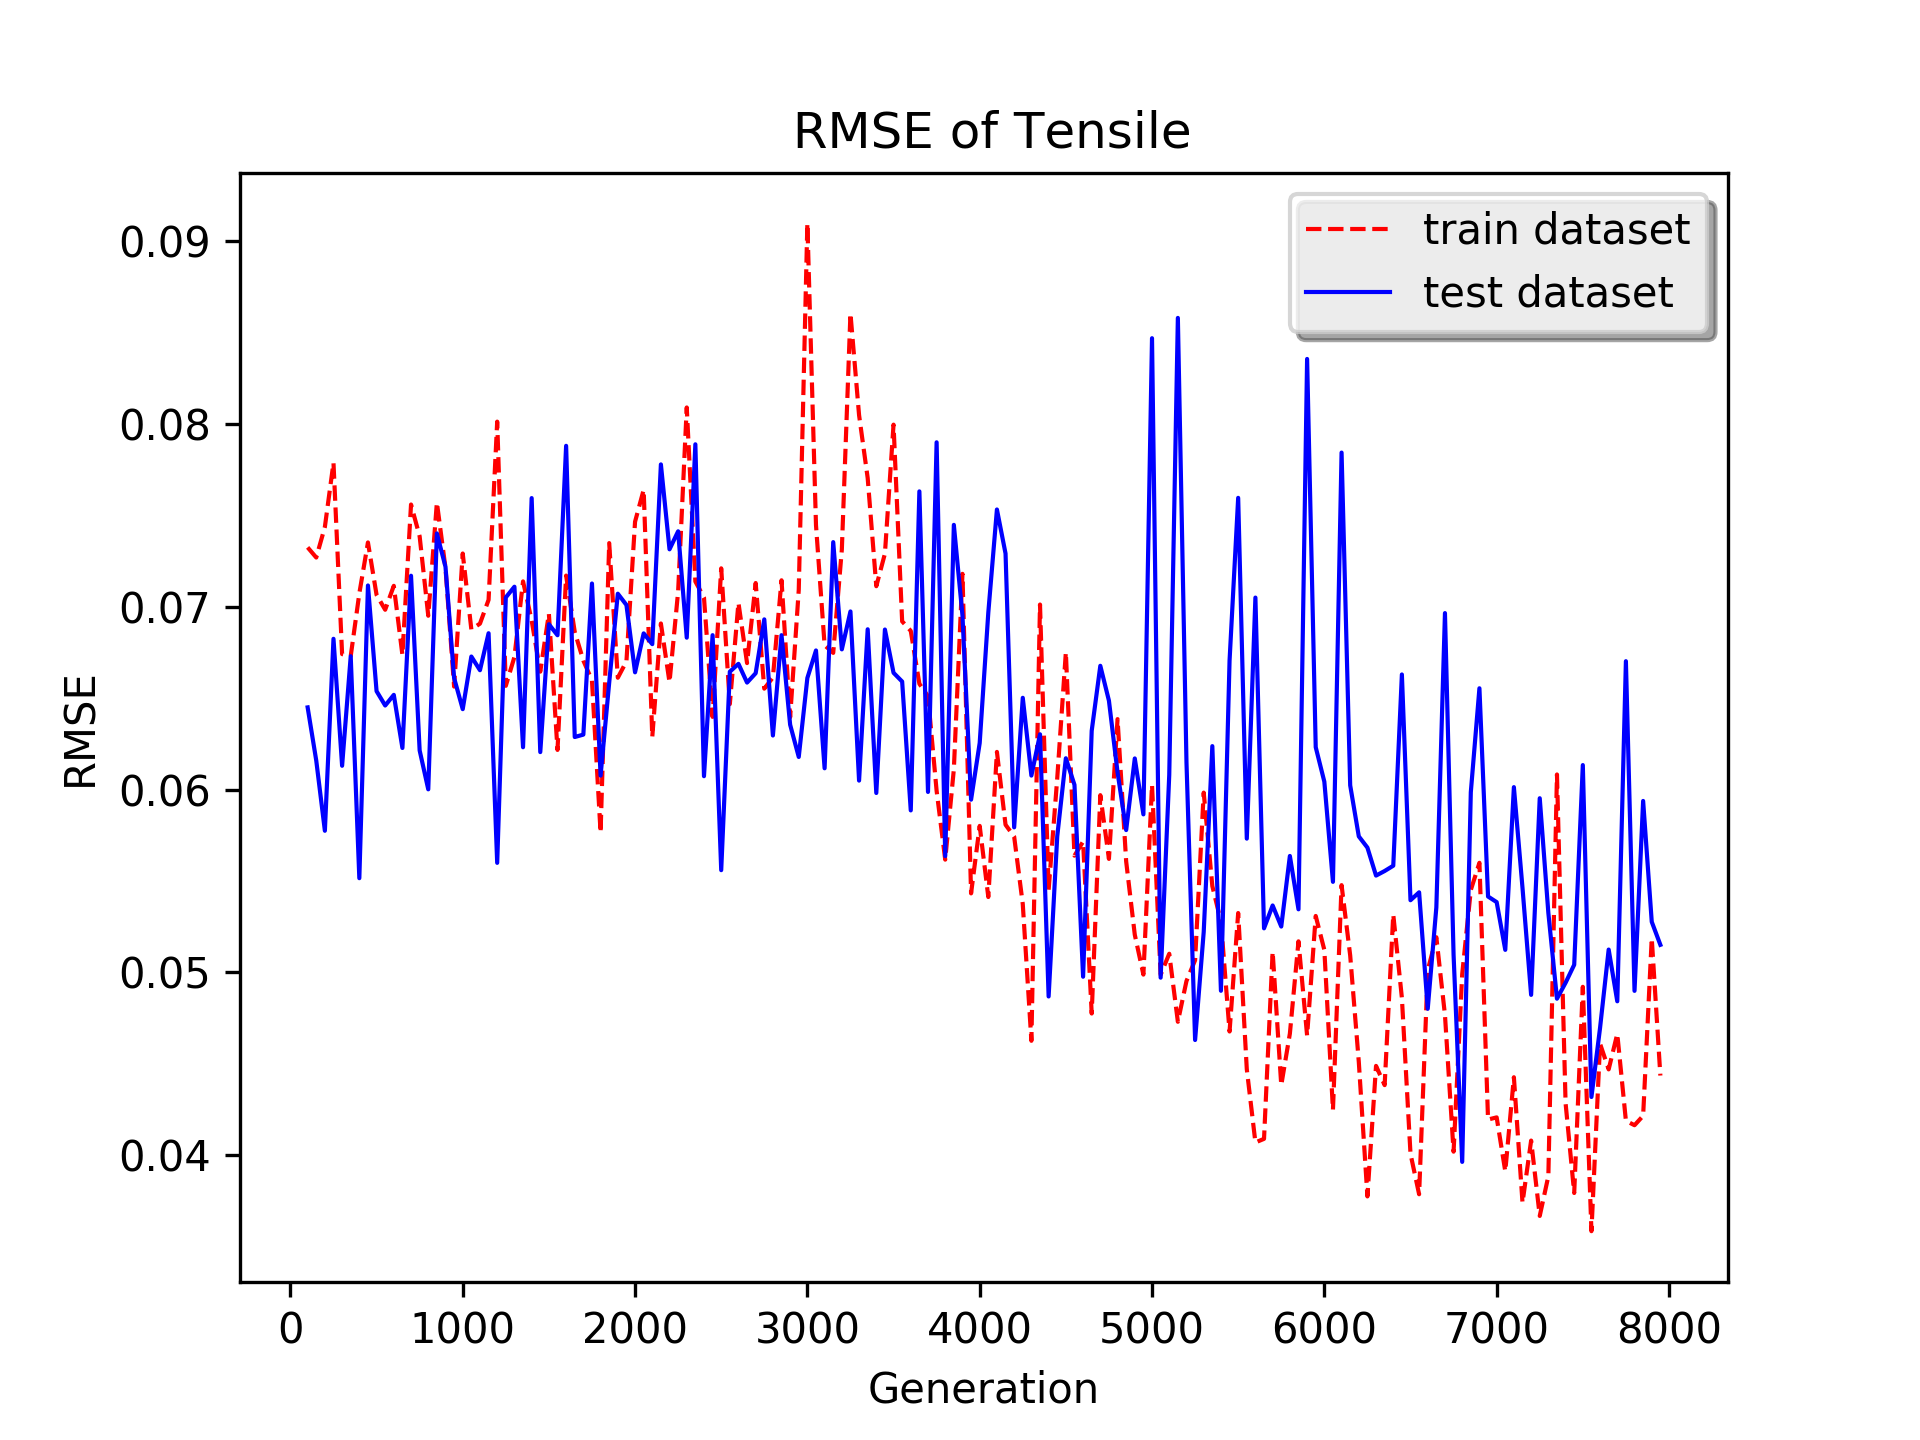 RMSE of Tensile
train dataset
test dataset
0.09
0.08
0.07
0.06
0.05
0.04
RMSE
0 1000 2000 3000 4000 5000 6000 7000 8000
Generation